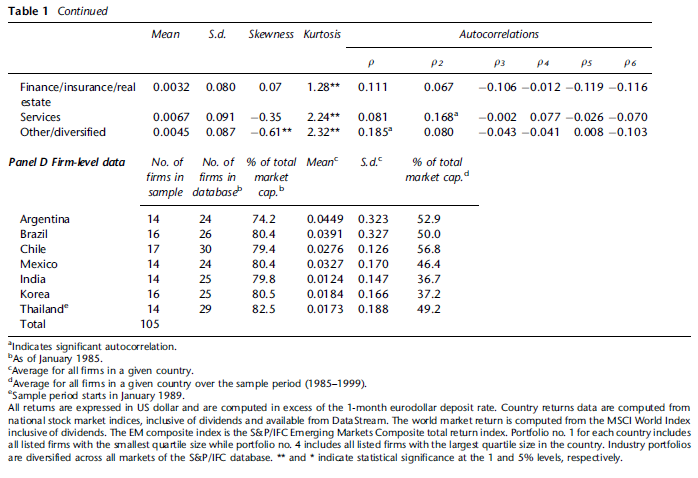 Table 1 Continued
Mean S.d. Skewness Kurtosis Autocorrelations
ρ ρ2 ρ3 ρ4 ρ5 ρ6
Finance/insurance/real estate 0.0032 0.080 0.07 1.28** 0.111 0.067 −0.106 −0.012 −0.119 −0.116
Services 0.0067 0.091 −0.35 2.24** 0.081 0.168a −0.002 0.077 −0.026 −0.070
Other/diversified 0.0045 0.087 −0.61** 2.32** 0.185a 0.080 −0.043 −0.041 0.008 −0.103
Panel D Firm-level data No. of firms in sample No. of firms in databaseb % of total market cap.b Meanc S.d.c % of total market cap.d
Argentina 14 24 74.2 0.0449 0.323 52.9
Brazil 16 26 80.4 0.0391 0.327 50.0
Chile 17 30 79.4 0.0276 0.126 56.8
Mexico 14 24 80.4 0.0327 0.170 46.4
India 14 25 79.8 0.0124 0.147 36.7
Korea 16 25 80.5 0.0184 0.166 37.2
Thailande 14 29 82.5 0.0173 0.188 49.2
Total 105
aIndicates significant autocorrelation.
bAs of January 1985.
cAverage for all firms in a given country.
dAverage for all firms in a given country over the sample period (1985–1999).
eSample period starts in January 1989.
All returns are expressed in US dollar and are computed in excess of the 1-month eurodollar deposit rate. Country returns data are computed from
national stock market indices, inclusive of dividends and available from DataStream. The world market return is computed from the MSCI World Index
inclusive of dividends. The EM composite index is the S&P/IFC Emerging Markets Composite total return index. Portfolio no. 1 for each country includes
all listed firms with the smallest quartile size while portfolio no. 4 includes all listed firms with the largest quartile size in the country. Industry portfolios
are diversified across all markets of the S&P/IFC database. ** and * indicate statistical significance at the 1 and 5% levels, respectively.